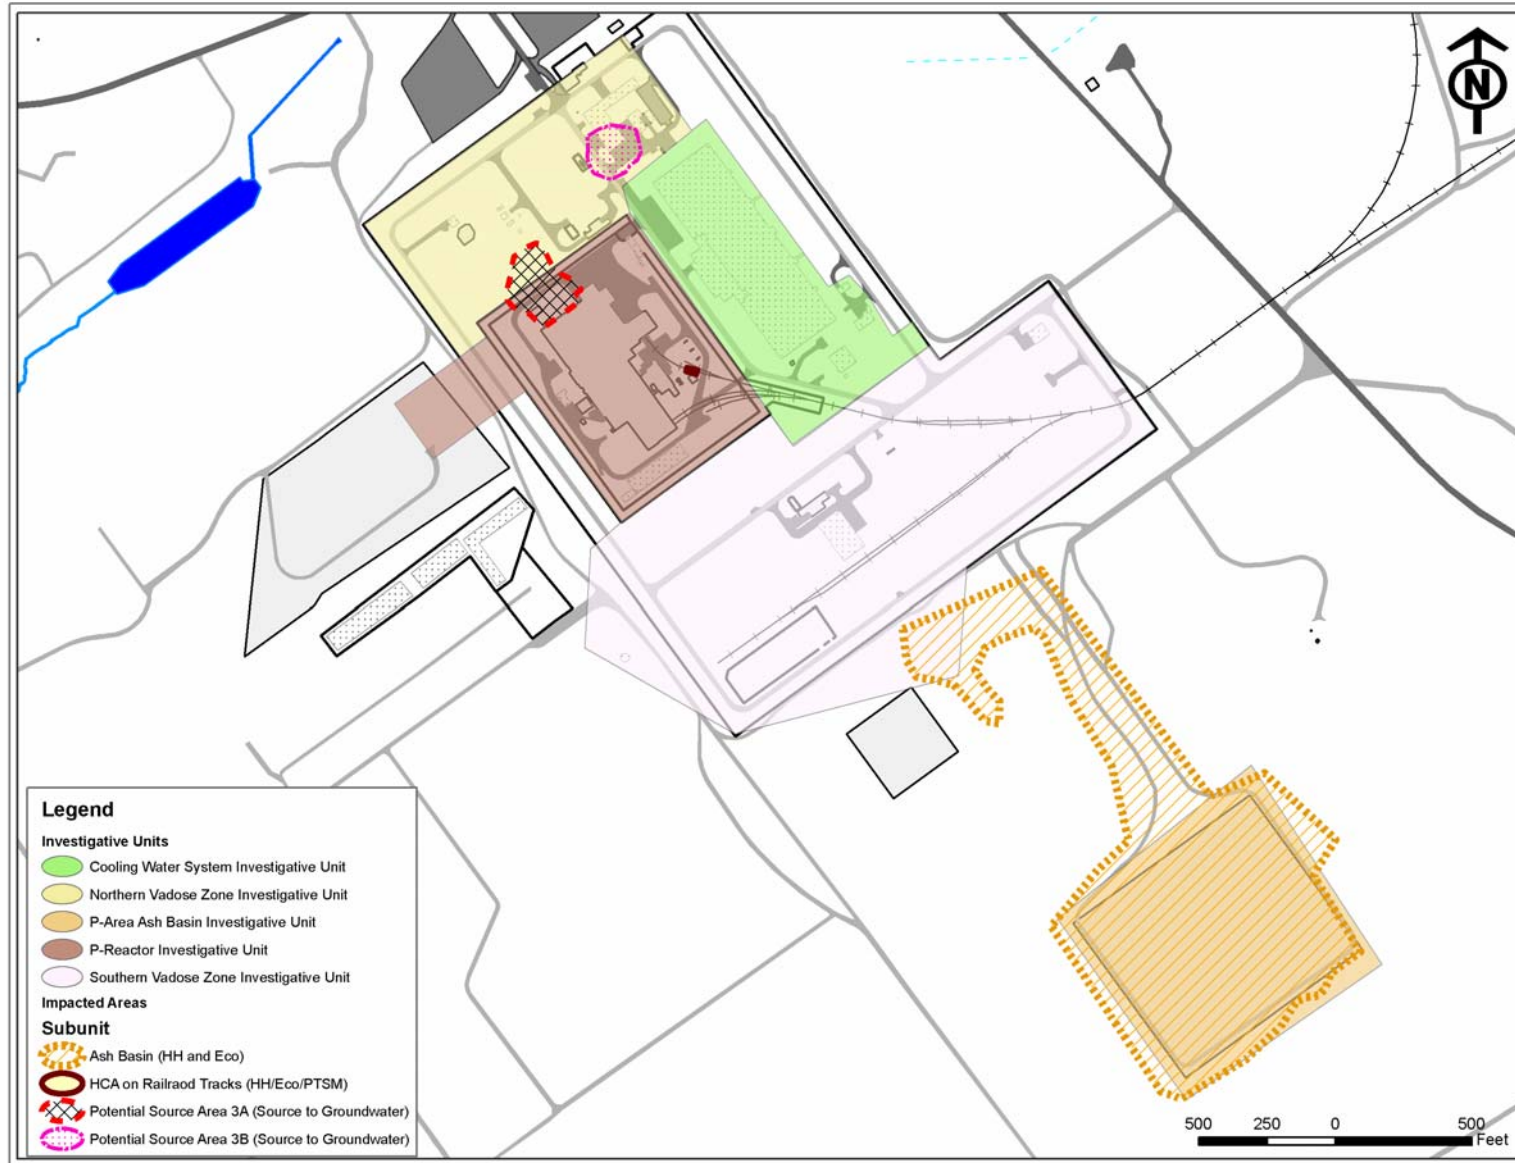 N
Legend
Investigative Units
Cooling Water System Investigative Unit
Northern Vadose Zone Investigative Unit
P-Area Ash Basin Investigative Unit
P-Reactor Investigative Unit
Southern Vadose Zone Investigative Unit
Impacted Areas
Subunit
Ash Basin (HH and Eco)
HCA on Railraod Tracks (HH/Eco/PTSM)
Potential Source Area 3A (Source to Groundwater)
Potential Source Area 3B (Source to Groundwater)
500 250 0 500
Feet